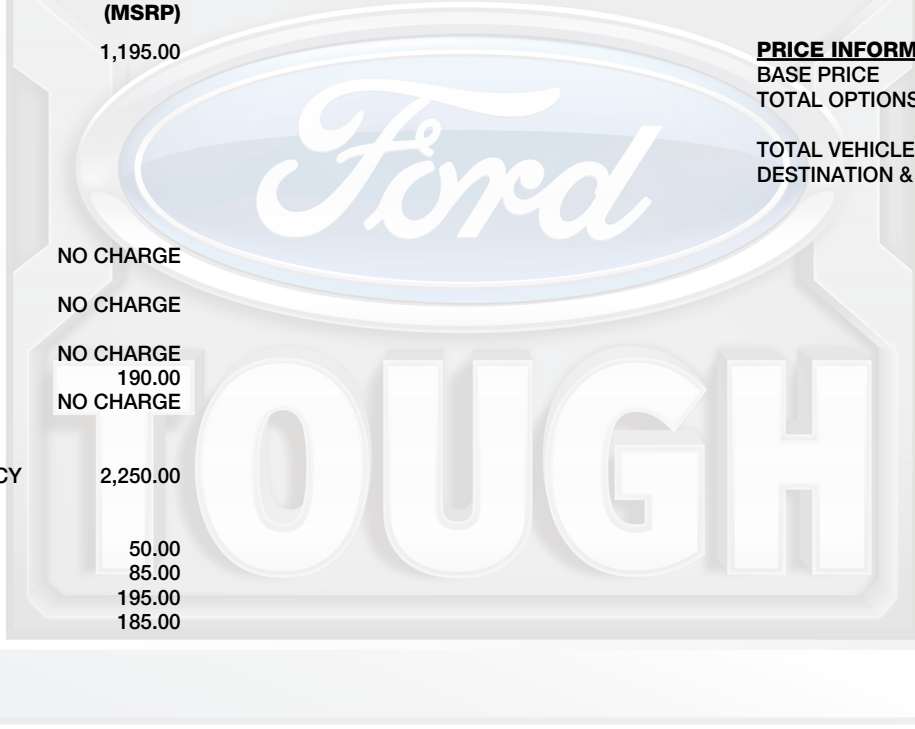 (MSRP)
1,195.00
NO CHARGE
NO CHARGE
NO CHARGE
190.00
NO CHARGE
CY 2,250.00
50.00
85.00
195.00
185.00
PRICE INFORM
BASE PRICE
TOTAL OPTIONS
TOTAL VEHICLE
DESTINATION &
Ford
TOUGH